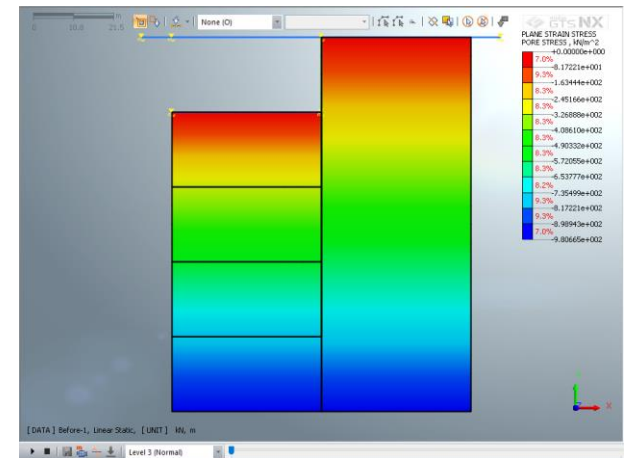 m
0 10.8 21.5
None (O)
GTS NX
PLANE STRAIN STRESS
PORE STRESS , kN/m^2
+0.00000e+000
7.0%
-8.17221e+001
9.3%
-1.63444e+002
8.3%
-2.45166e+002
8.3%
-3.26888e+002
8.3%
-4.08610e+002
8.3%
-4.90332e+002
8.3%
-5.72055e+002
8.3%
-6.53777e+002
8.2%
-7.35499e+002
9.3%
-8.17221e+002
9.3%
-8.98943e+002
7.0%
-9.80665e+002
X
[ DATA ] Before-1, Linear Static, [ UNIT ] kN, m
Level 3 (Normal)